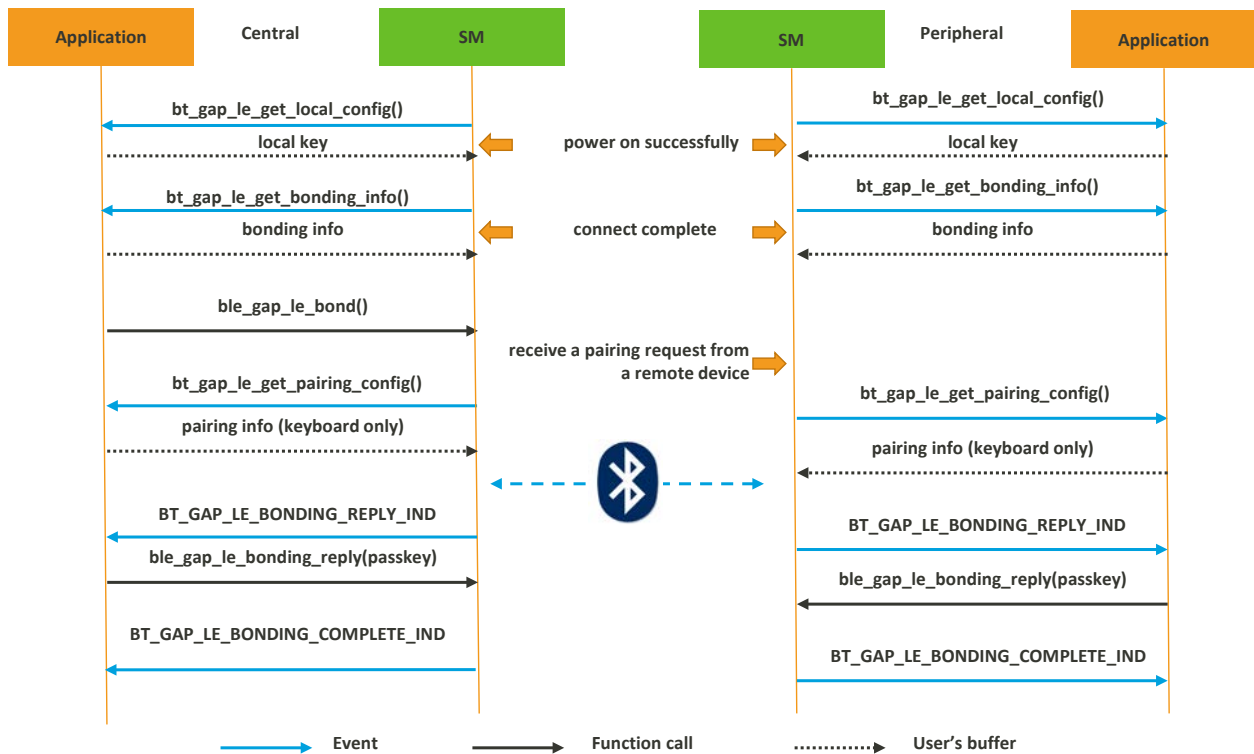 Application
Central
SM
SM
Peripheral
Application
bt_gap_le_get_local_config()
bt_gap_le_get_local_config()
local key
power on successfully
local key
bt_gap_le_get_bonding_info()
bt_gap_le_get_bonding_info()
bonding info
connect complete
bonding info
ble_gap_le_bond()
receive a pairing request from
a remote device
bt_gap_le_get_pairing_config()
bt_gap_le_get_pairing_config()
pairing info (keyboard only)
pairing info (keyboard only)
BT_GAP_LE_BONDING_REPLY_IND
BT_GAP_LE_BONDING_REPLY_IND
ble_gap_le_bonding_reply(passkey)
ble_gap_le_bonding_reply(passkey)
BT_GAP_LE_BONDING_COMPLETE_IND
BT_GAP_LE_BONDING_COMPLETE_IND
Event
Function call
User's buffer